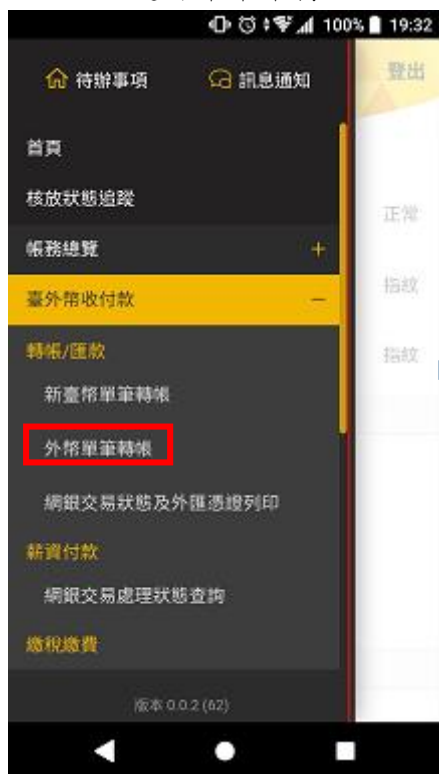 100% 19:32
待辦事項 訊息通知 登出
首頁
核放狀態追蹤
正常
帳務總覽 +
指紋
臺外幣收付款 −
轉帳/匯款
指紋
新臺幣單筆轉帳
外幣單筆轉帳
網銀交易狀態及外匯憑證列印
薪資付款
網銀交易處理狀態查詢
繳稅繳費
版本 0.0.2 (62)